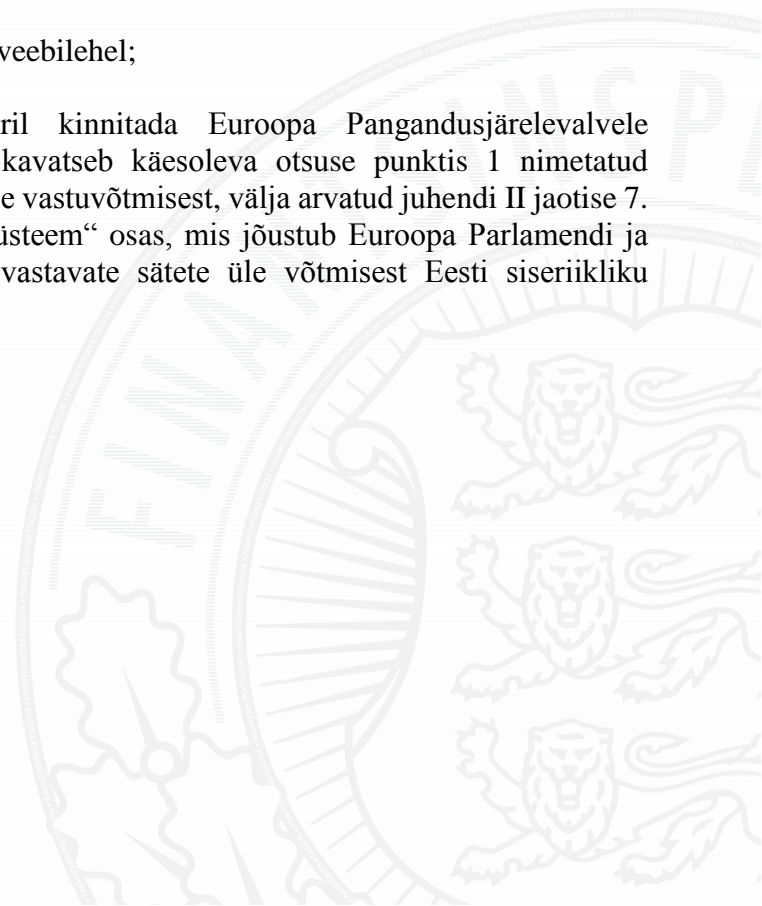 veebilehel;
ril kinnitada Euroopa Pangandusjärelevalvele
kavatseb käesoleva otsuse punktis 1 nimetatud
e vastuvõtmisest, välja arvatud juhendi II jaotise 7.
üsteem“ osas, mis jõustub Euroopa Parlamendi ja
vastavate sätete üle võtmisest Eesti siseriikliku
FINANTSINSP